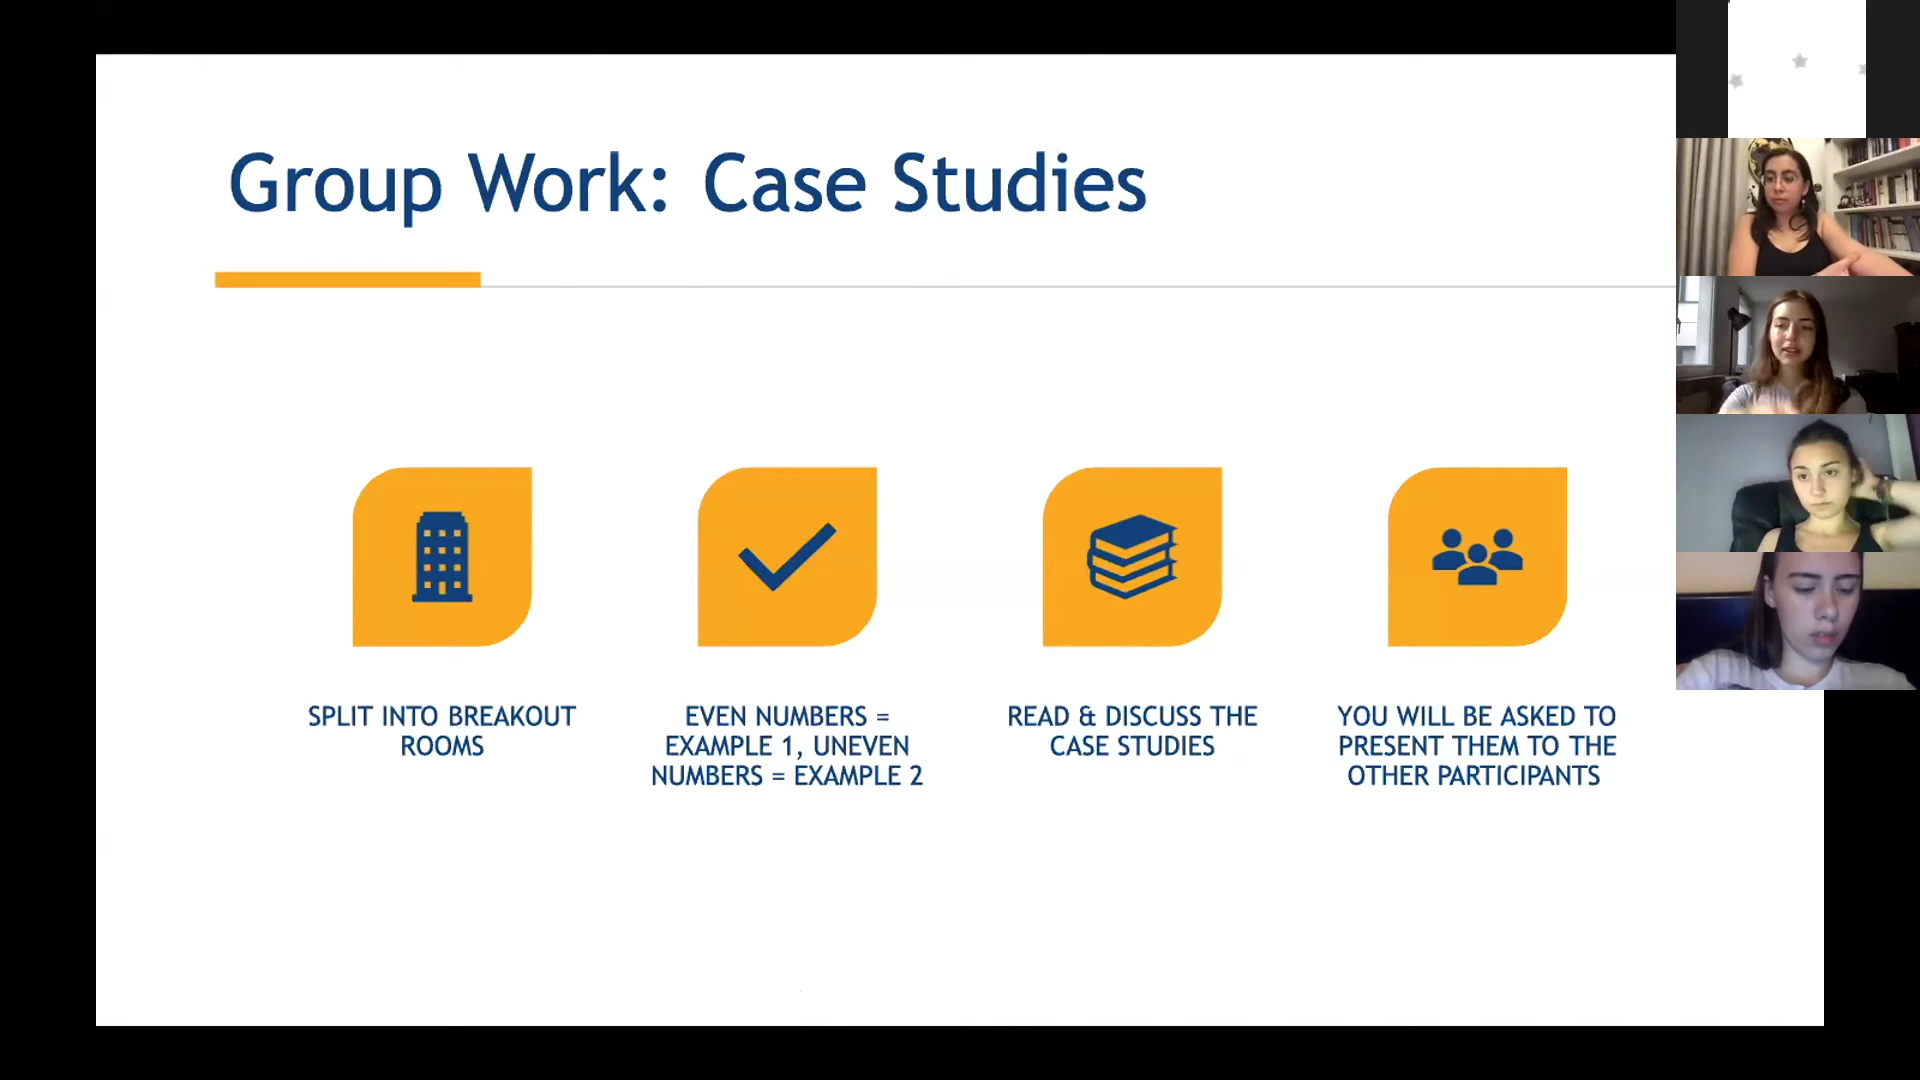 Group Work: Case Studies
SPLIT INTO BREAKOUT
ROOMS
EVEN NUMBERS =
EXAMPLE 1, UNEVEN
NUMBERS = EXAMPLE 2
READ & DISCUSS THE
CASE STUDIES
YOU WILL BE ASKED TO
PRESENT THEM TO THE
OTHER PARTICIPANTS